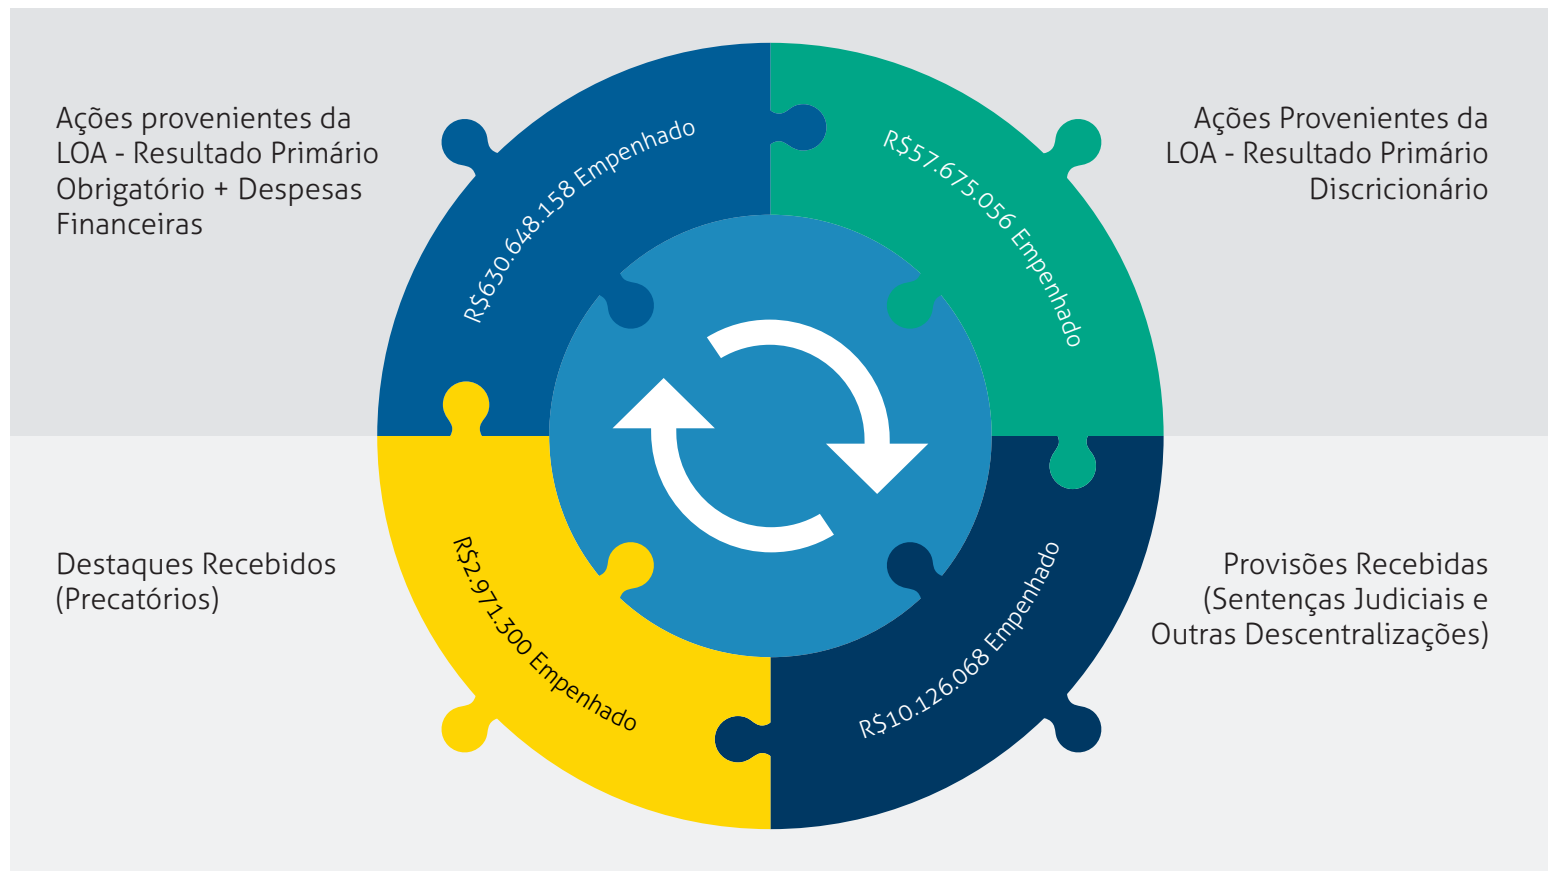 Ações provenientes da
LOA - Resultado Primário
Obrigatório + Despesas
Financeiras
R$630.648.158 Empenhado
R$57.675.056 Empenhado
Ações Provenientes da
LOA - Resultado Primário
Discricionário
Destaques Recebidos
(Precatórios)
R$2.971.300 Empenhado
R$10.126.068 Empenhado
Provisões Recebidas
(Sentenças Judiciais e
Outras Descentralizações)